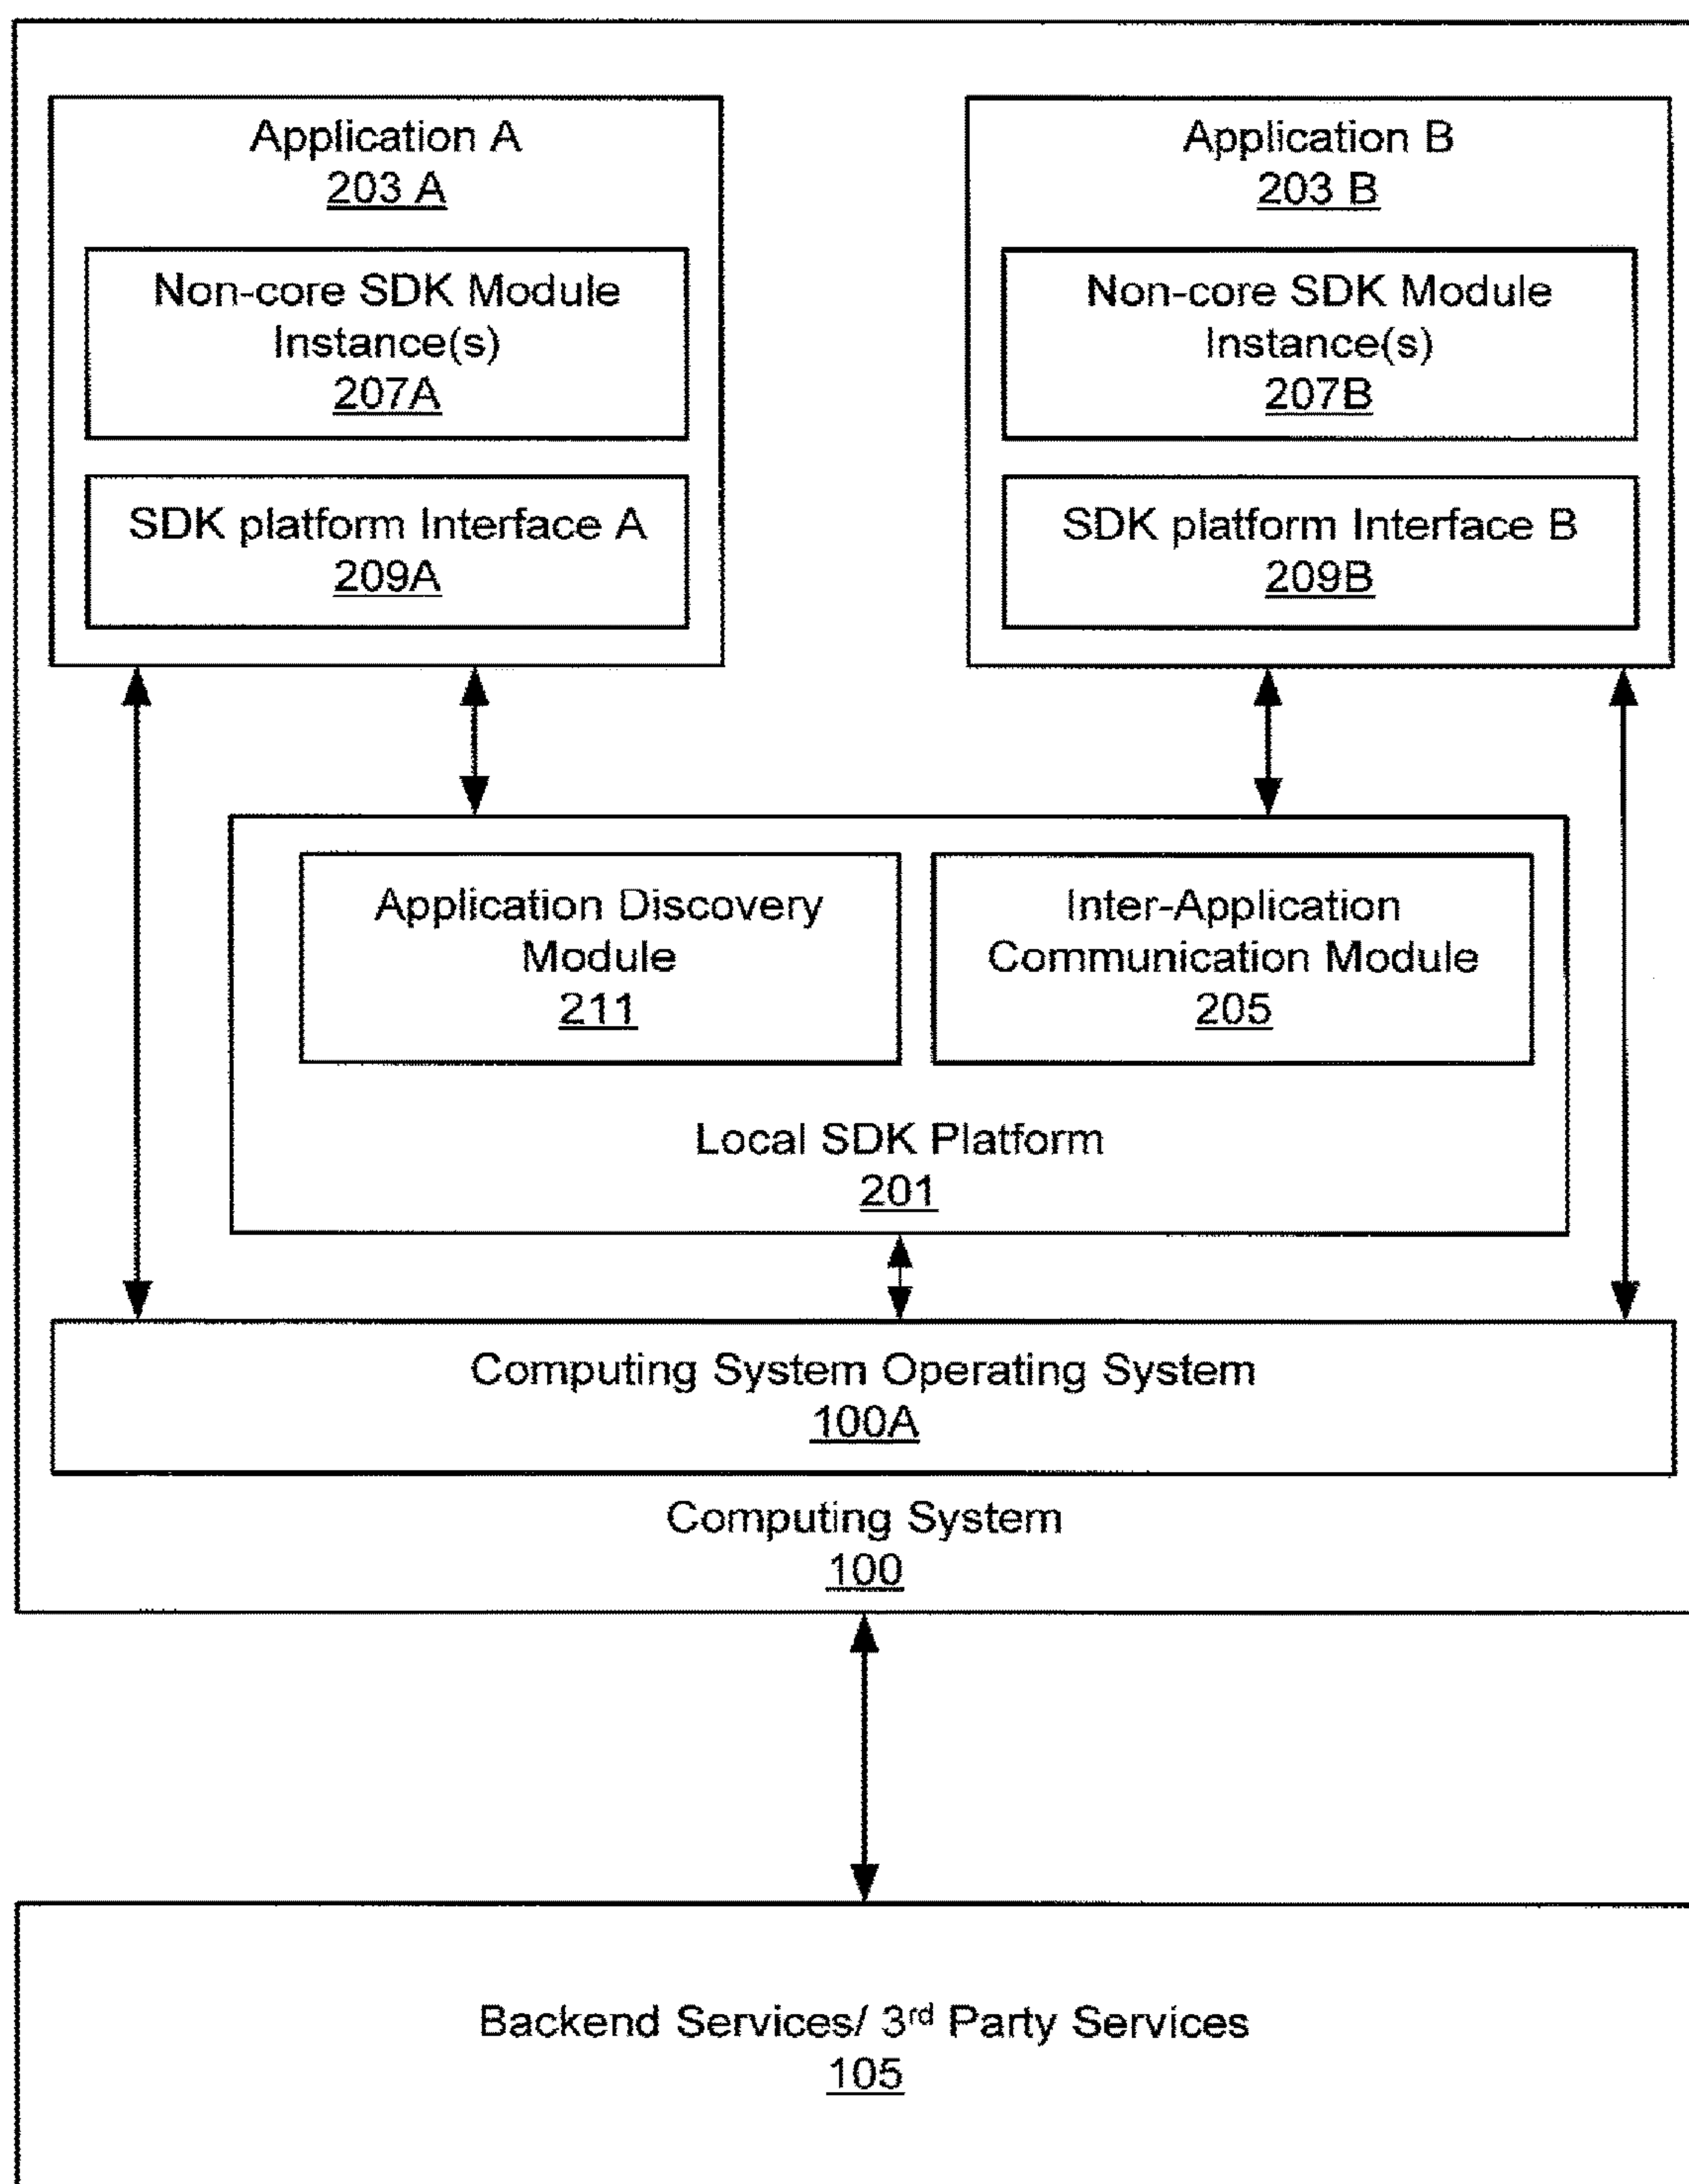 Application A
203 A
Non-core SDK Module
Instance(s)
207A
SDK platform Interface A
209A
Application B
203 B
Non-core SDK Module
Instance(s)
207B
SDK platform Interface B
209B
Application Discovery
Module
211
Inter-Application
Communication Module
205
Local SDK Platform
201
Computing System Operating System
100A
Computing System
100
Backend Services/ 3rd Party Services
105